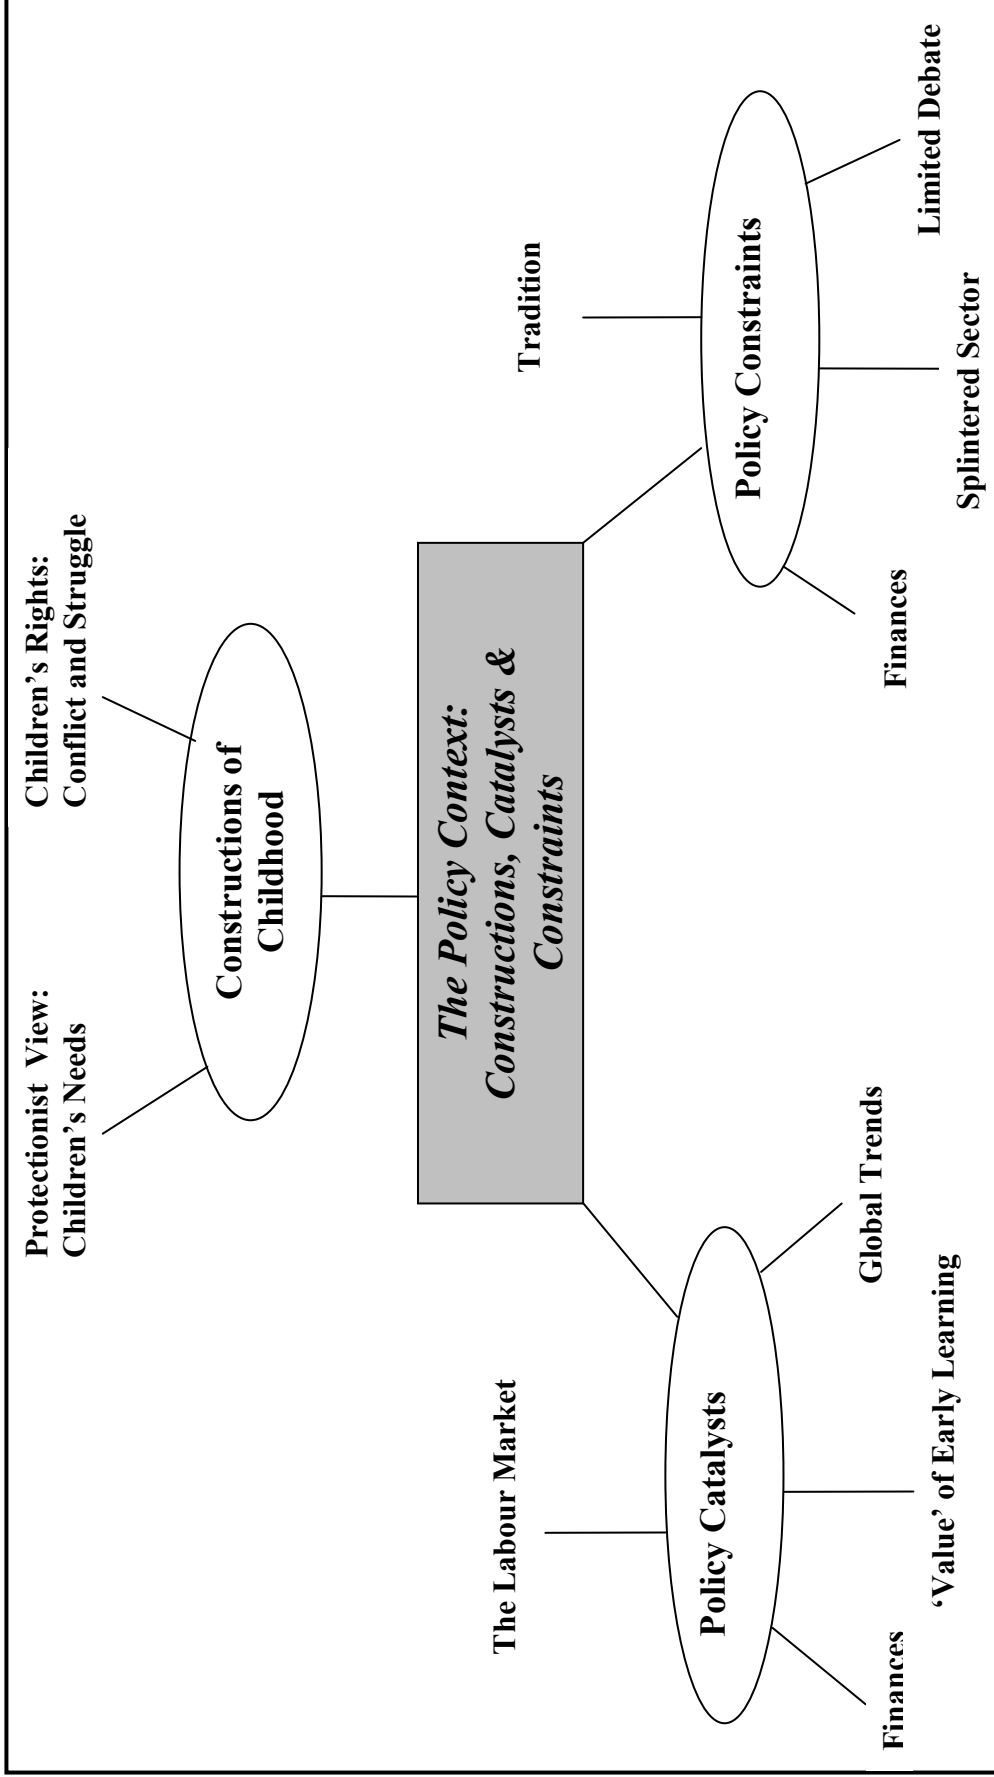 Protectionist View:
Children’s Needs
Children’s Rights:
Conflict and Struggle
Constructions of
Childhood
The Policy Context:
Constructions, Catalysts &
Constraints
The Labour Market
Policy Catalysts
Finances
‘Value’ of Early Learning
Global Trends
Tradition
Policy Constraints
Finances
Splintered Sector
Limited Debate